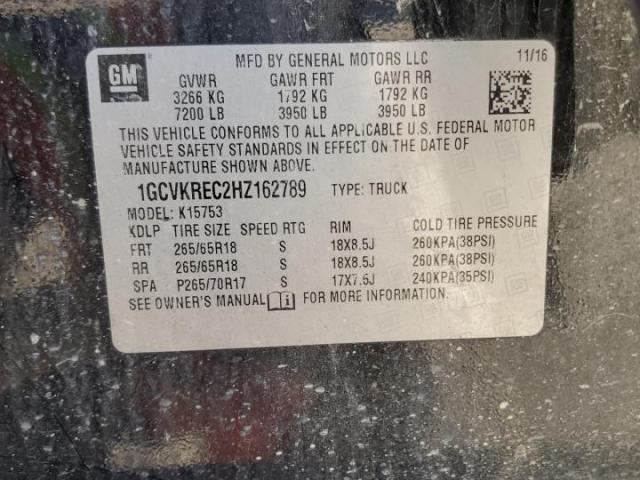 GM
MFD BY GENERAL MOTORS LLC 11/16
GVWR GAWR FRT GAWR RR
3266 KG 1792 KG 1792 KG
7200 LB 3950 LB 3950 LB
THIS VEHICLE CONFORMS TO ALL APPLICABLE U.S. FEDERAL MOTOR
VEHICLE SAFETY STANDARDS IN EFFECT ON THE DATE OF
MANUFACTURE SHOWN ABOVE.
1GCVKREC2HZ162789 TYPE: TRUCK
MODEL: K15753
KDLP TIRE SIZE SPEED RTG RIM COLD TIRE PRESSURE
FRT 265/65R18 S 18X8.5J 260KPA(38PSI)
RR 265/65R18 S 18X8.5J 260KPA(38PSI)
SPA P265/70R17 S 17X7.5J 240KPA(35PSI)
SEE OWNER'S MANUAL FOR MORE INFORMATION.